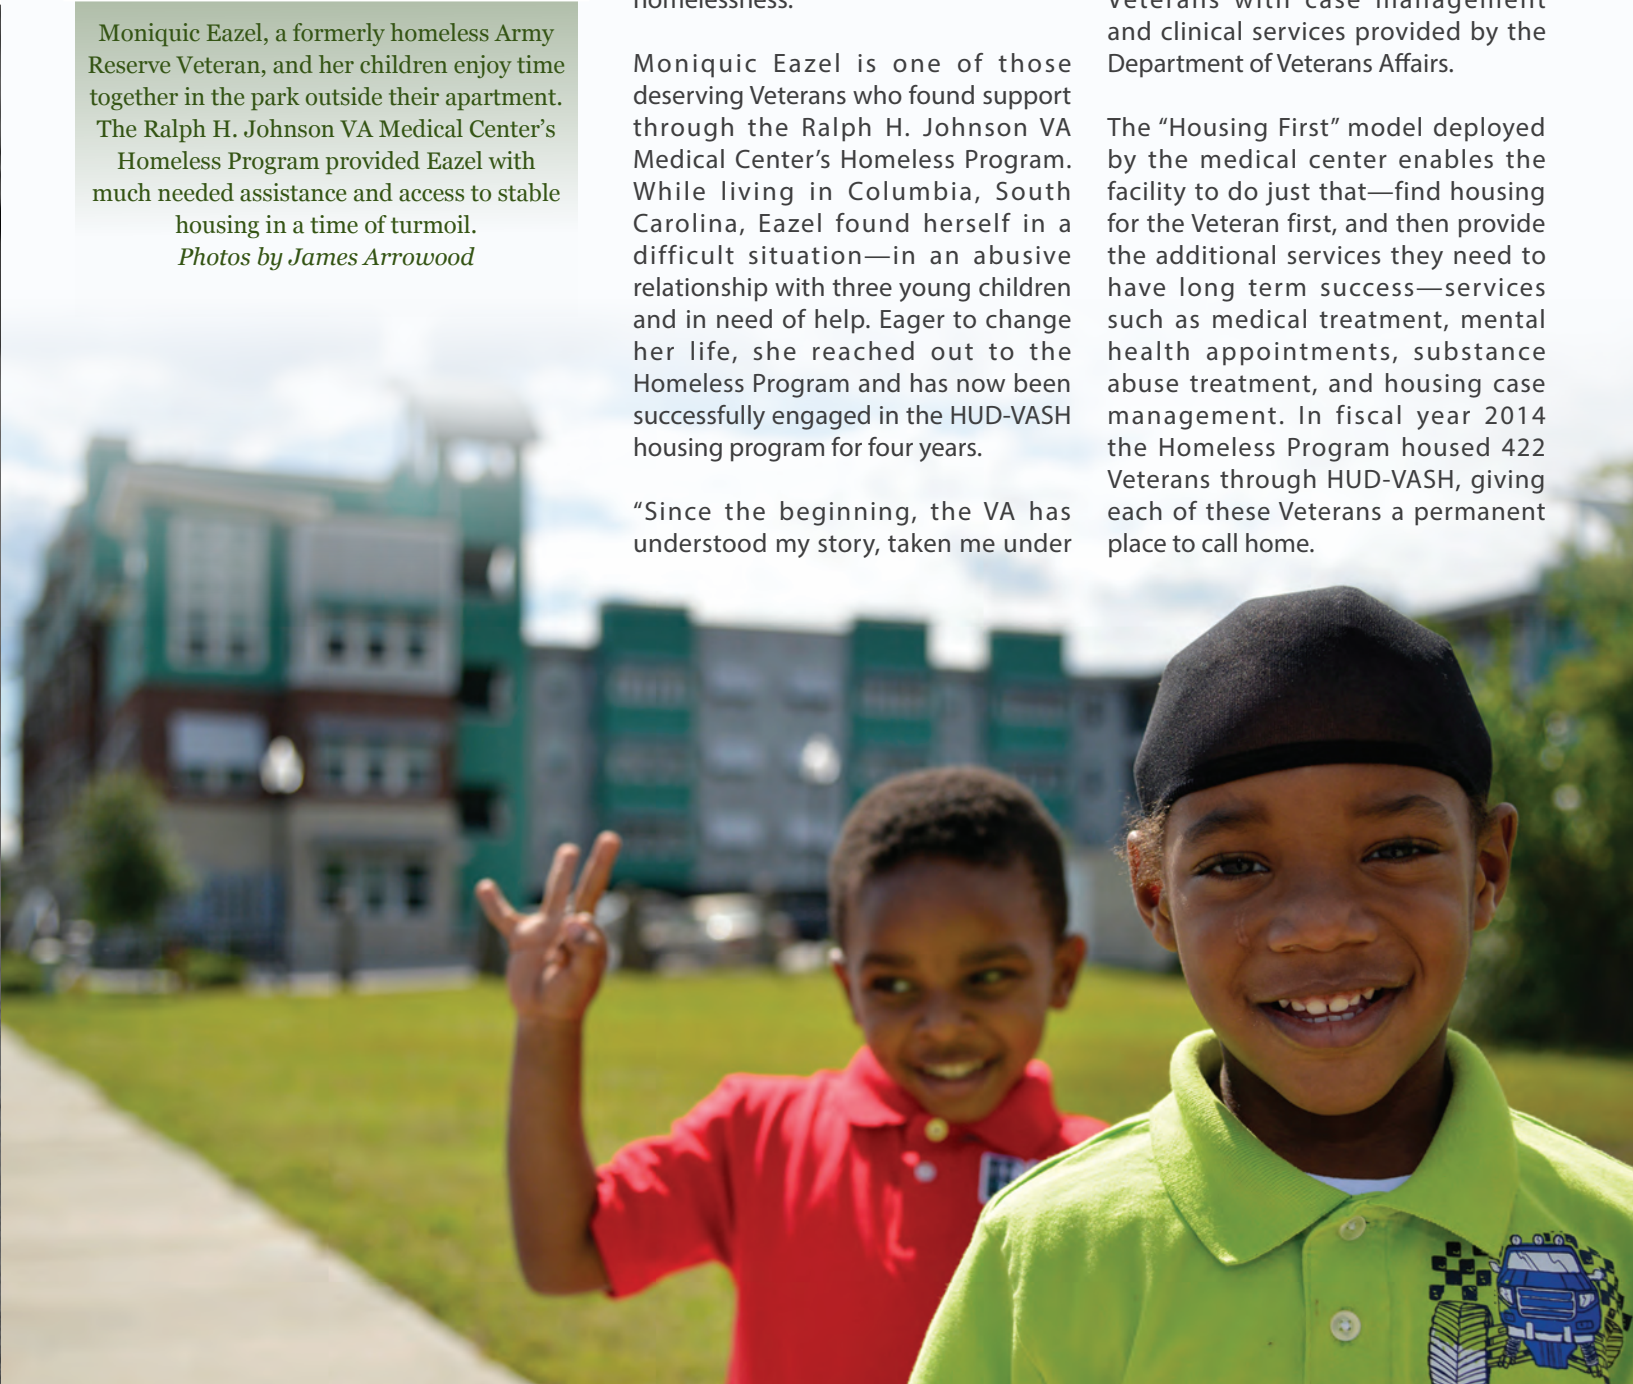 Moniquic Eazel, a formerly homeless Army
Reserve Veteran, and her children enjoy time
together in the park outside their apartment.
The Ralph H. Johnson VA Medical Center’s
Homeless Program provided Eazel with
much needed assistance and access to stable
housing in a time of turmoil.
Photos by James Arrowood
homelessness.
Moniquic Eazel is one of those
deserving Veterans who found support
through the Ralph H. Johnson VA
Medical Center’s Homeless Program.
While living in Columbia, South
Carolina, Eazel found herself in a
difficult situation—in an abusive
relationship with three young children
and in need of help. Eager to change
her life, she reached out to the
Homeless Program and has now been
successfully engaged in the HUD-VASH
housing program for four years.
“Since the beginning, the VA has
understood my story, taken me under
Veterans with case management
and clinical services provided by the
Department of Veterans Affairs.
The “Housing First” model deployed
by the medical center enables the
facility to do just that—find housing
for the Veteran first, and then provide
the additional services they need to
have long term success—services
such as medical treatment, mental
health appointments, substance
abuse treatment, and housing case
management. In fiscal year 2014
the Homeless Program housed 422
Veterans through HUD-VASH, giving
each of these Veterans a permanent
place to call home.